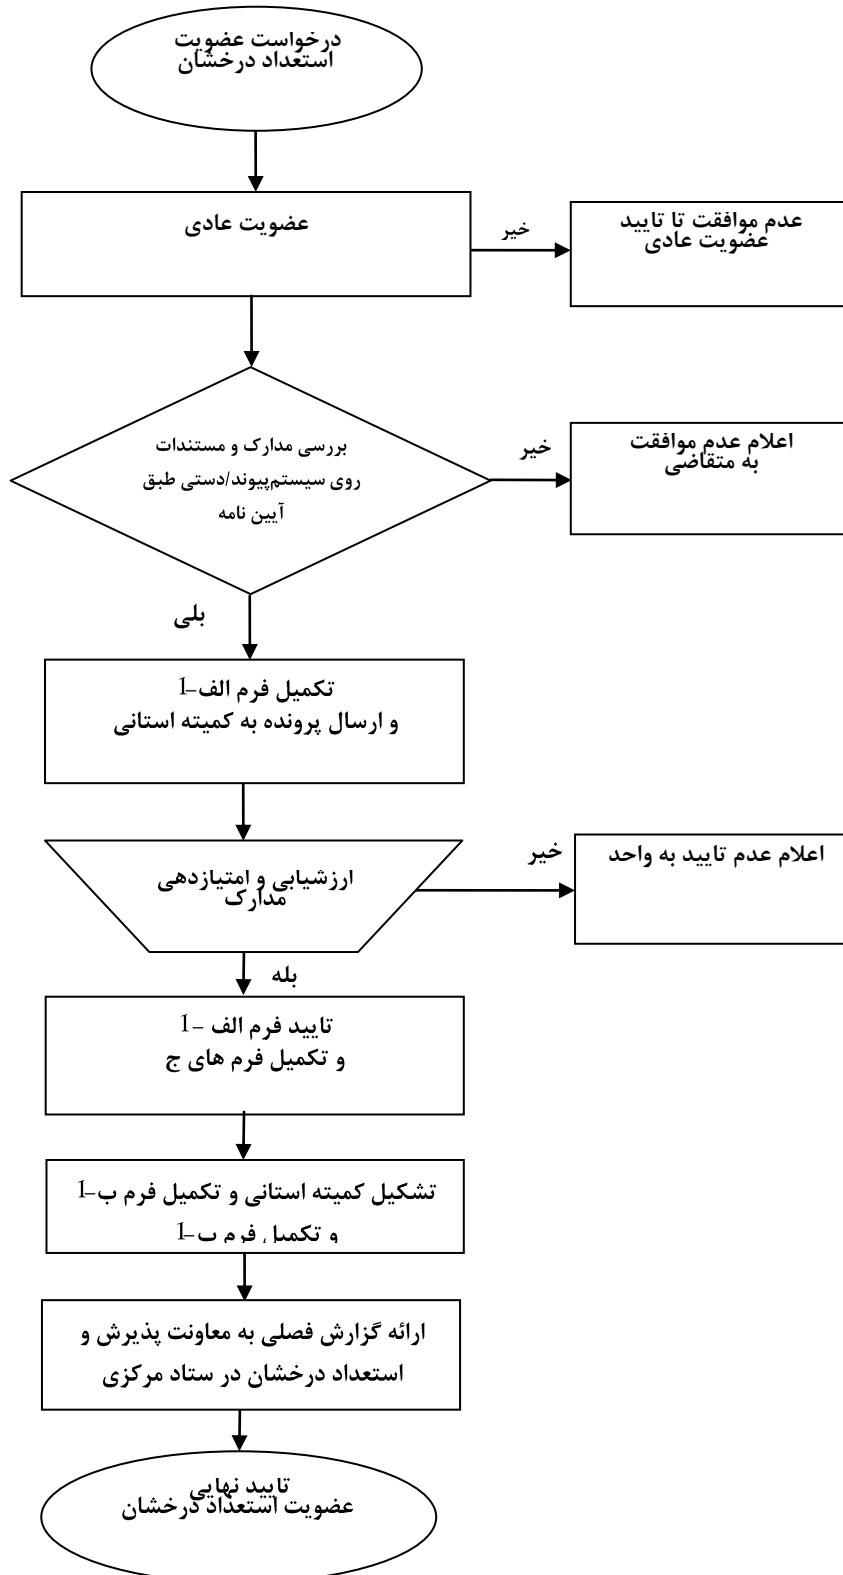 درخواست عضویت
استعداد درخشان
عضویت عادی
خیر
عدم موافقت تا تایید
عضویت عادی
بررسی مدارک و مستندات
روی سیستم‌پیوند/دستی طبق
آیین نامه
خیر
اعلام عدم موافقت
به متقاضی
بلی
تکمیل فرم الف-1
و ارسال پرونده به کمیته استانی
ارزشیابی و امتیازدهی
مدارک
خیر
اعلام عدم تایید به واحد
بله
تایید فرم الف -1
و تکمیل فرم های ج
تشکیل کمیته استانی و تکمیل فرم ب-1
و تکمیل فرم ب-1
ارائه گزارش فصلی به معاونت پذیرش و
استعداد درخشان در ستاد مرکزی
تایید نهایی
عضویت استعداد درخشان